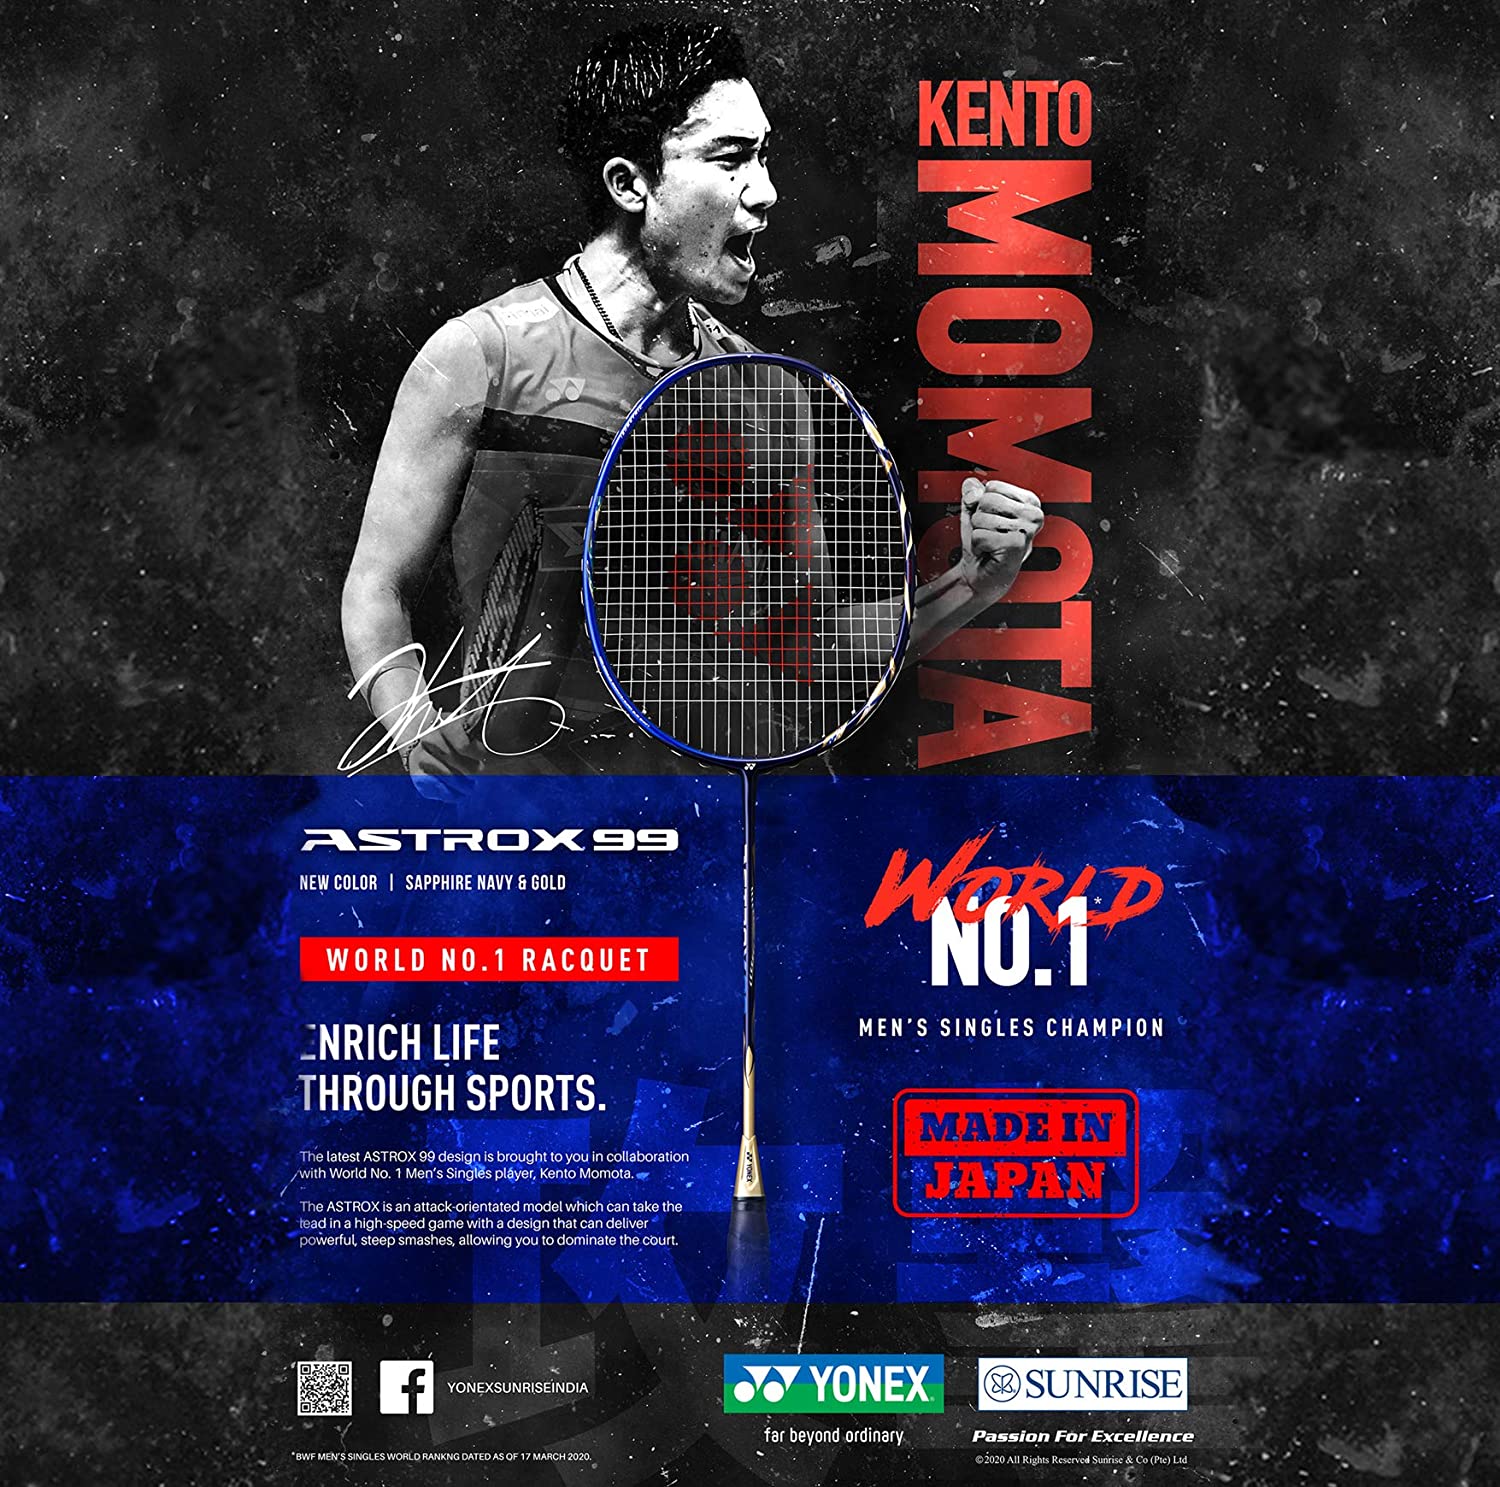 KENTO
MOMOTA
ASTROX 99
NEW COLOR | SAPPHIRE NAVY & GOLD
WORLD NO.1 RACQUET
ENRICH LIFE
THROUGH SPORTS.
The latest ASTROX 99 design is brought to you in collaboration
with World No. 1 Men's Singles player, Kento Momota.
The ASTROX is an attack-orientated model which can take the
lead in a high-speed game with a design that can deliver
powerful, steep smashes, allowing you to dominate the court.
WORLD
NO.1*
MEN'S SINGLES CHAMPION
MADE IN
JAPAN
YONEX
YONEXSUNRISEINDIA
YONEX
far beyond ordinary
SUNRISE
Passion For Excellence
©2020 All Rights Reserved Sunrise & Co (Pte) Ltd
*BWF MEN'S SINGLES WORLD RANKNG DATED AS OF 17 MARCH 2020.